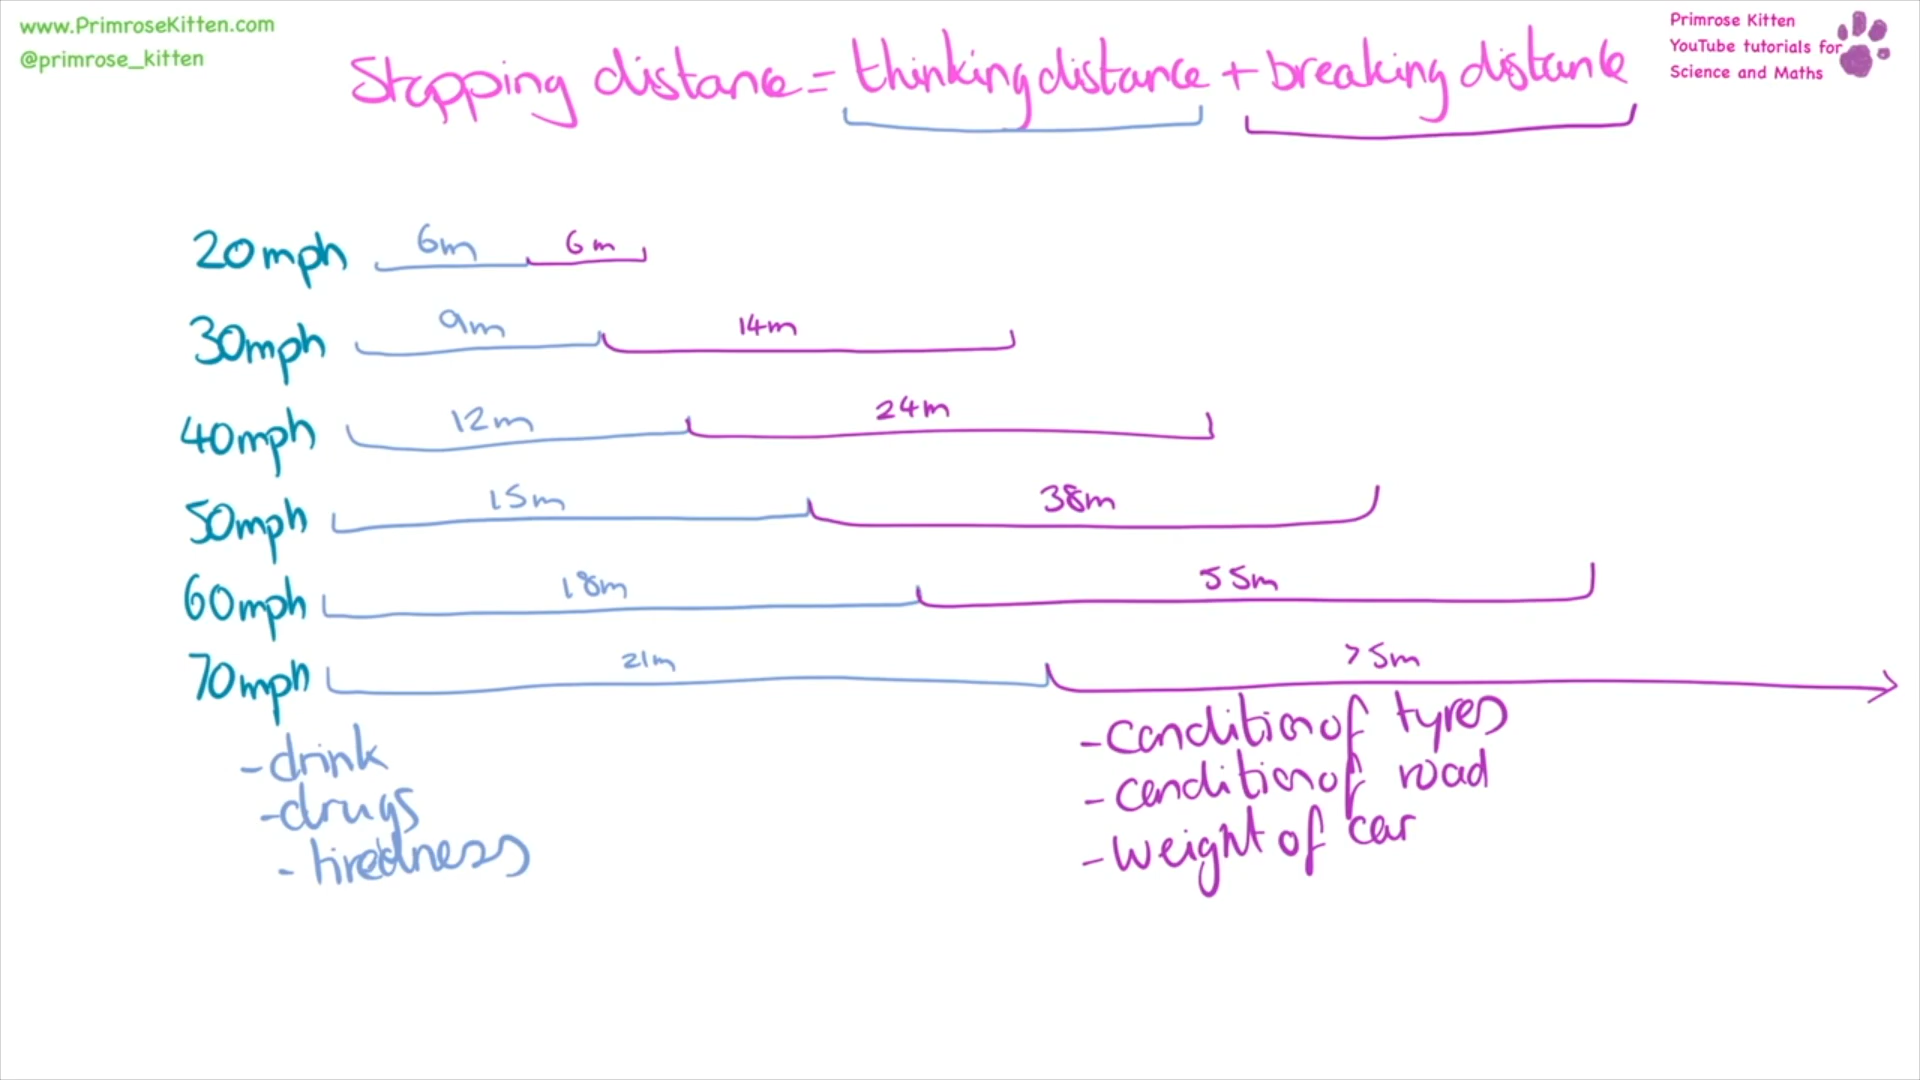 www.PrimroseKitten.com
@primrose_kitten
Primrose Kitten
YouTube tutorials for
Science and Maths
Stopping distance = thinking distance + breaking distance
20mph 6m 6m
30mph 9m 14m
40mph 12m 24m
50mph 15m 38m
60mph 18m 55m
70mph 21m 75m
- drink
- drugs
- tiredness
- condition of tyres
- condition of road
- weight of car